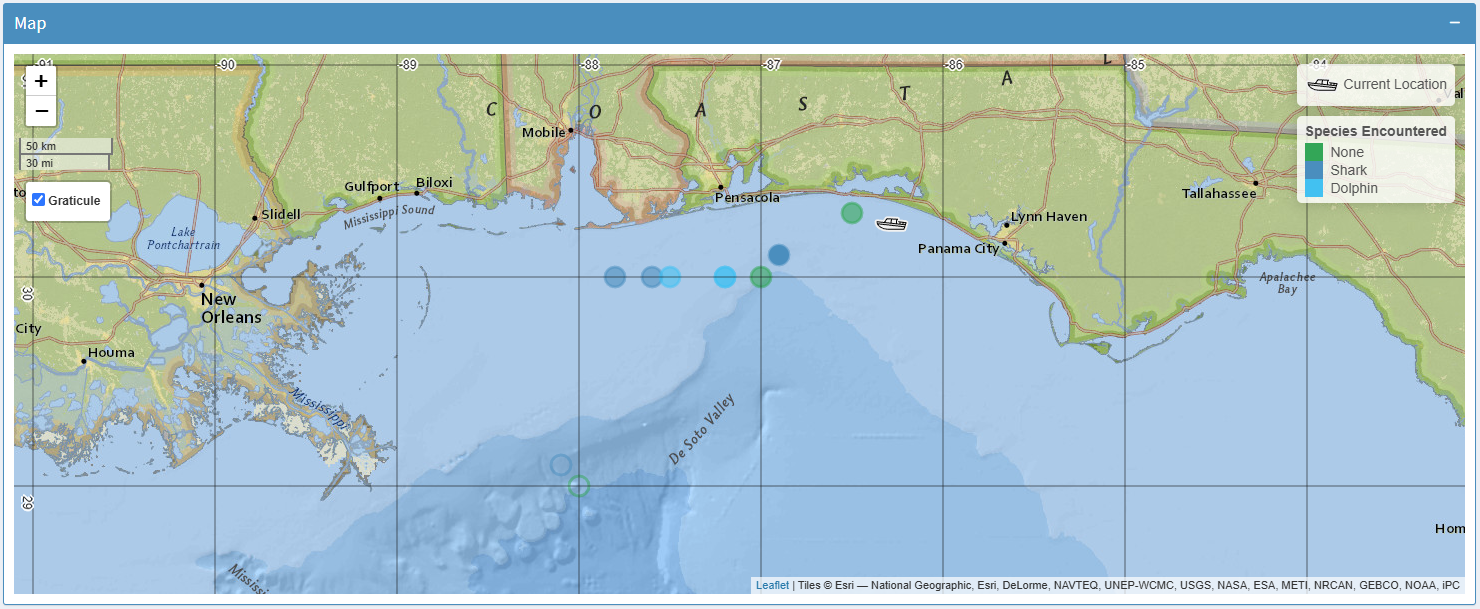 Map
−
-91
-90
-89
-88
-87
-86
-85
-84
+
−
50 km
30 mi
Graticule
C O A S T A L
Current Location
Species Encountered
None
Shark
Dolphin
Mobile
Gulfport
Biloxi
Mississippi Sound
Pensacola
Slidell
Lake
Pontchartrain
Tallahassee
Lynn Haven
Panama City
Apalachee
Bay
30
New
Orleans
City
Houma
Mississippi
De Soto Valley
29
Hom
Mississi
Leaflet | Tiles © Esri — National Geographic, Esri, DeLorme, NAVTEQ, UNEP-WCMC, USGS, NASA, ESA, METI, NRCAN, GEBCO, NOAA, iPC